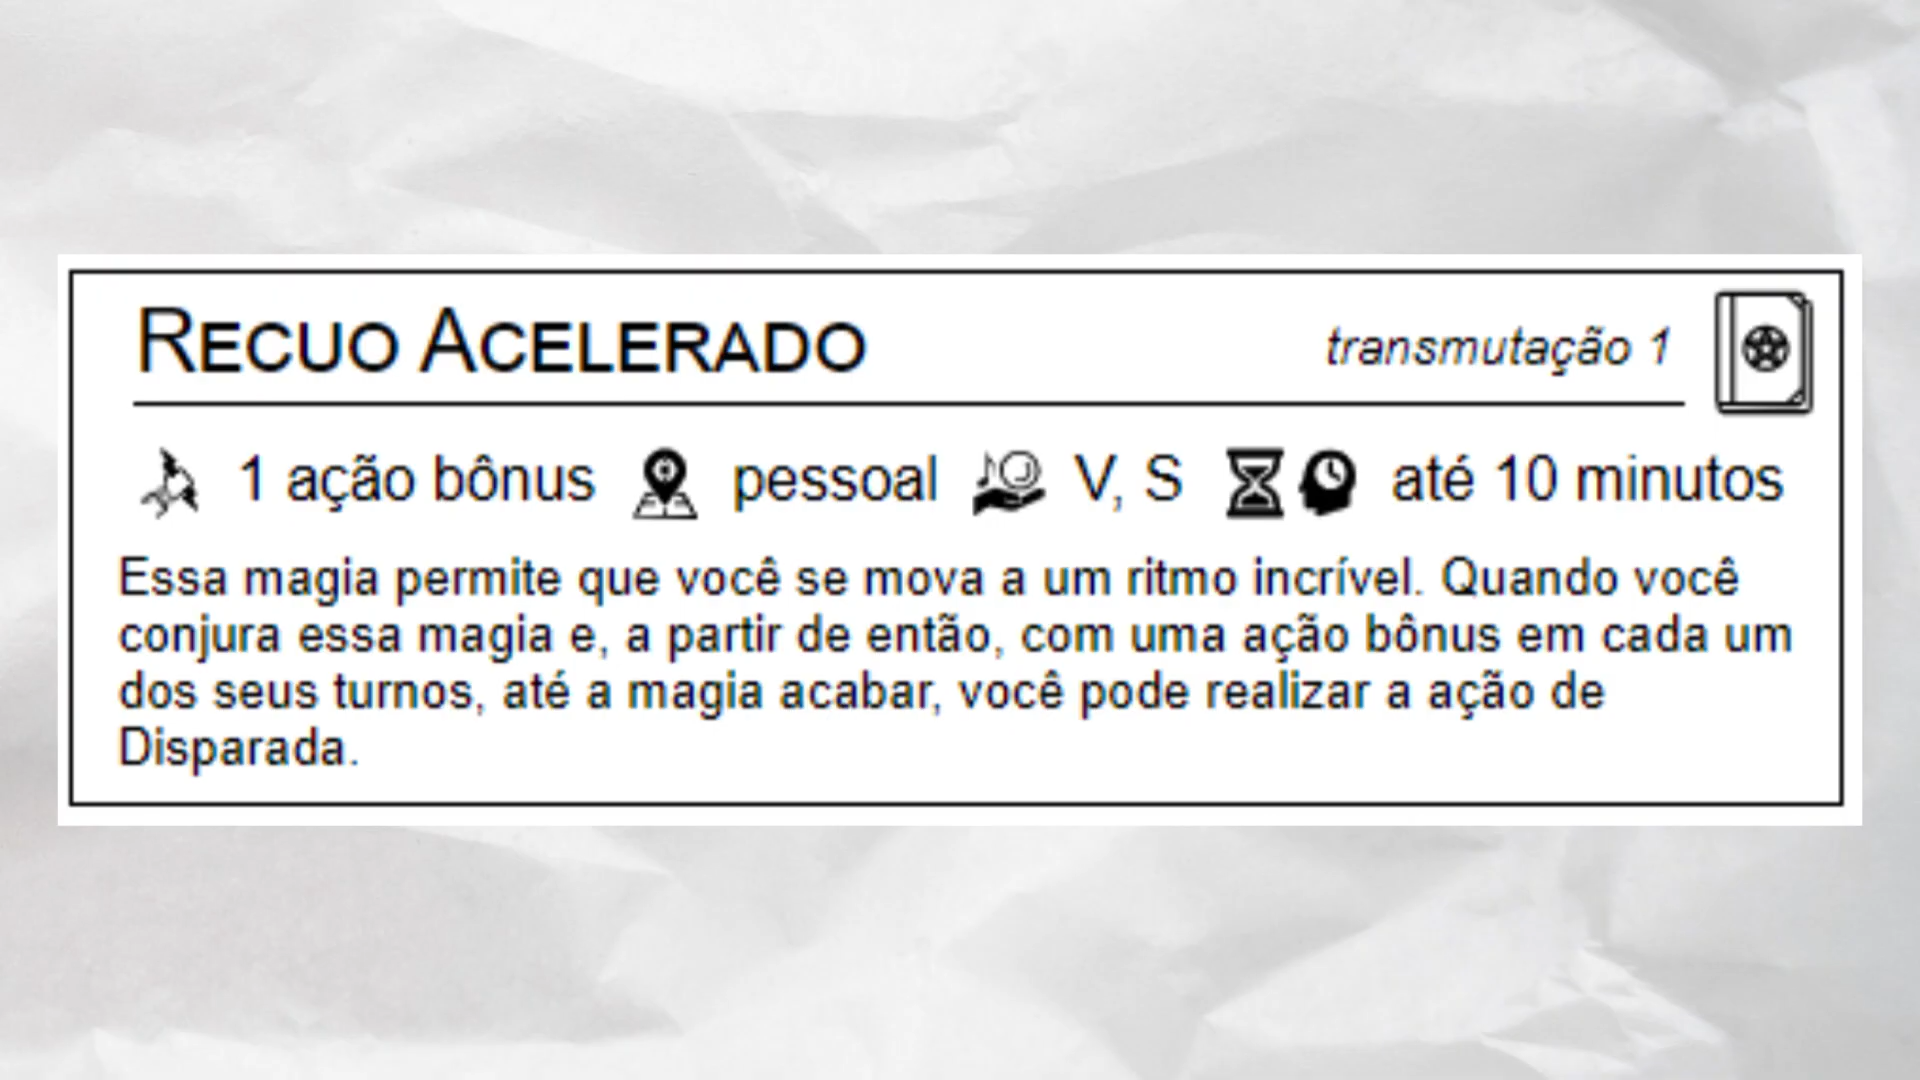 RECUO ACELERADO
transmutação 1
1 ação bônus pessoal V, S até 10 minutos
Essa magia permite que você se mova a um ritmo incrível. Quando você
conjura essa magia e, a partir de então, com uma ação bônus em cada um
dos seus turnos, até a magia acabar, você pode realizar a ação de
Disparada.